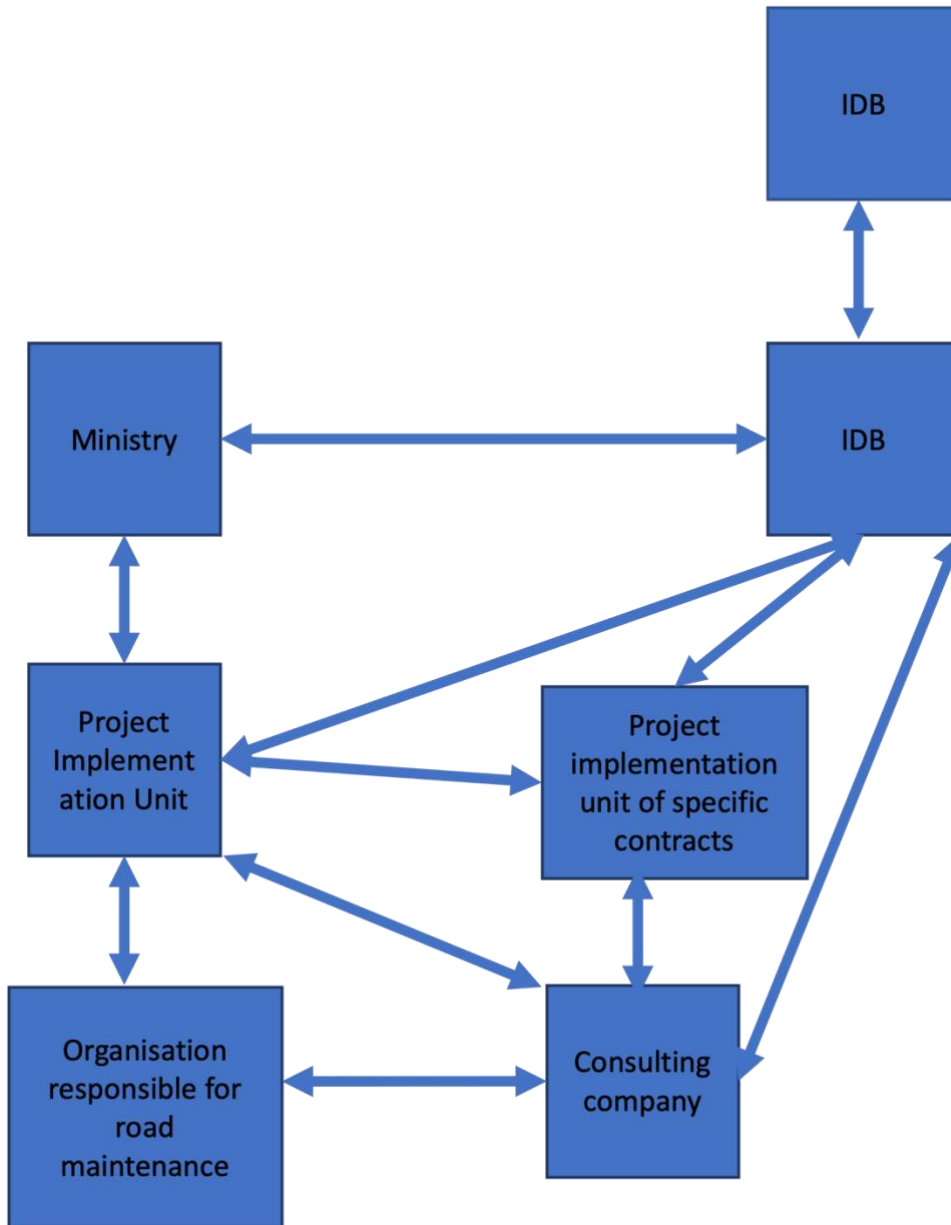 IDB
Ministry
IDB
Project
Implement
ation Unit
Project
implementation
unit of specific
contracts
Organisation
responsible for
road
maintenance
Consulting
company